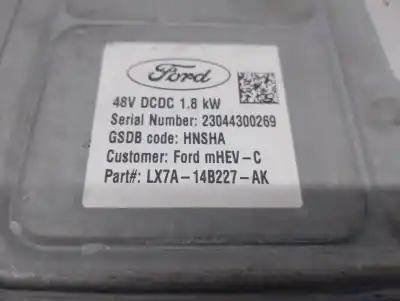 Ford
48V DCDC 1.8 kW
Serial Number: 23044300269
GSDB code: HNSHA
Customer: Ford mHEV-C
Part#: LX7A-14B227-AK